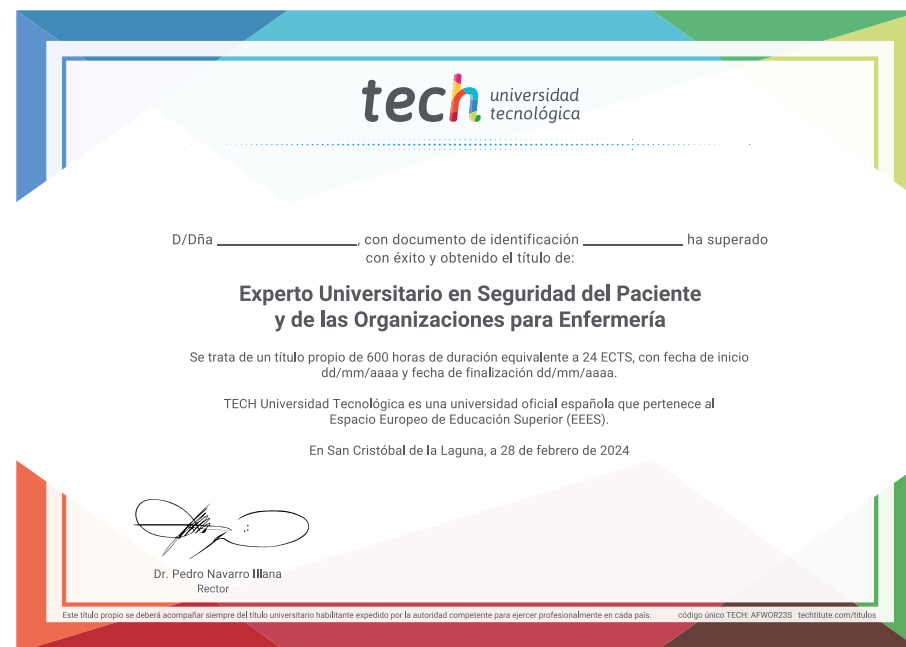 tech universidad
tecnológica
D/Dña ____________________, con documento de identificación ______________ ha superado
con éxito y obtenido el título de:
Experto Universitario en Seguridad del Paciente
y de las Organizaciones para Enfermería
Se trata de un título propio de 600 horas de duración equivalente a 24 ECTS, con fecha de inicio
dd/mm/aaaa y fecha de finalización dd/mm/aaaa.
TECH Universidad Tecnológica es una universidad oficial española que pertenece al
Espacio Europeo de Educación Superior (EEES).
En San Cristóbal de la Laguna, a 28 de febrero de 2024
Dr. Pedro Navarro Illana
Rector
Este título propio se deberá acompañar siempre del título universitario habilitante expedido por la autoridad competente para ejercer profesionalmente en cada país. código único TECH: AFWOR23S techtitute.com/titulos